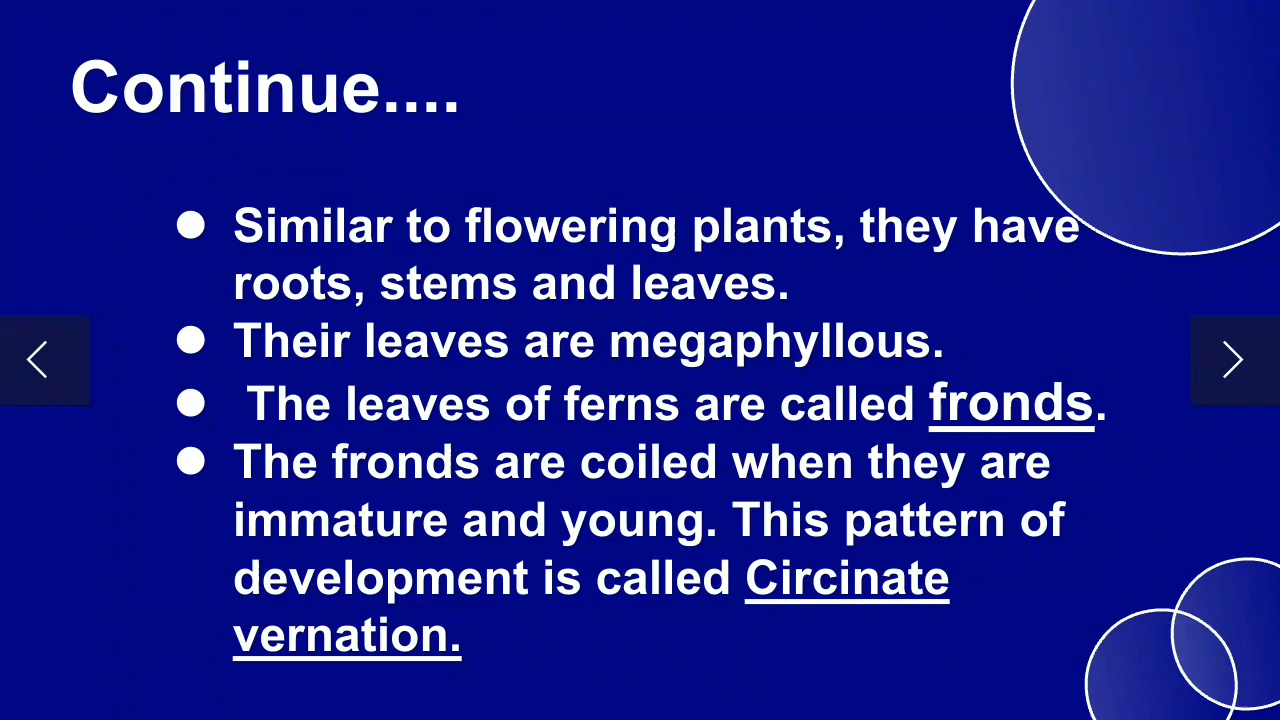 Continue....
● Similar to flowering plants, they have
roots, stems and leaves.
● Their leaves are megaphyllous.
● The leaves of ferns are called fronds.
● The fronds are coiled when they are
immature and young. This pattern of
development is called Circinate
vernation.